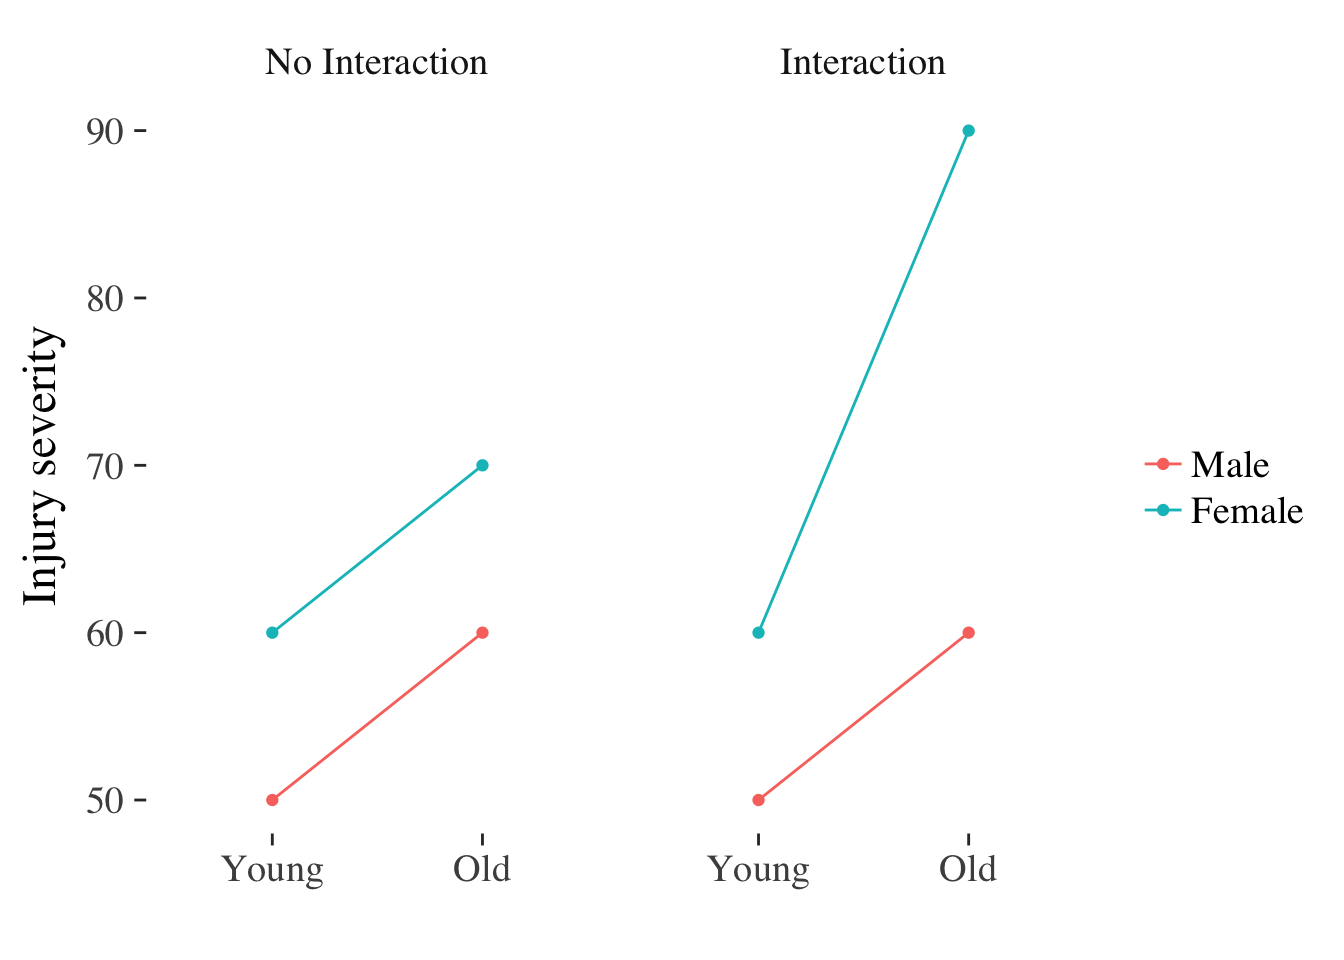 No Interaction
Interaction
90
80
70
60
50
Injury severity
Young
Old
Young
Old
Male
Female